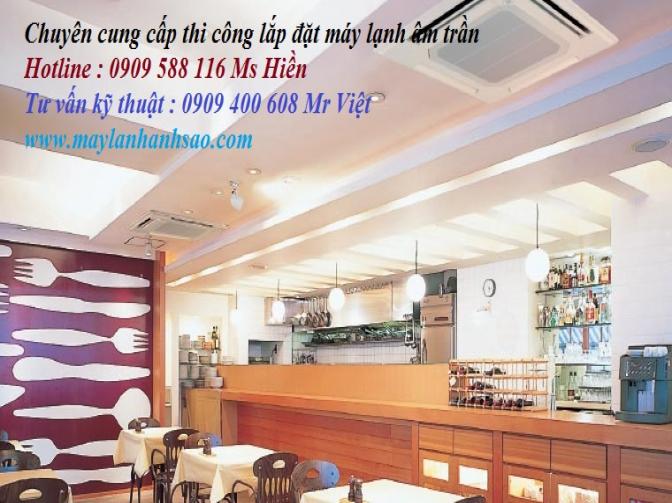 Chuyên cung cấp thi công lắp đặt máy lạnh âm trần
Hotline : 0909 588 116 Ms Hiền
Tư vấn kỹ thuật : 0909 400 608 Mr Việt
www.maylanhanhsao.com